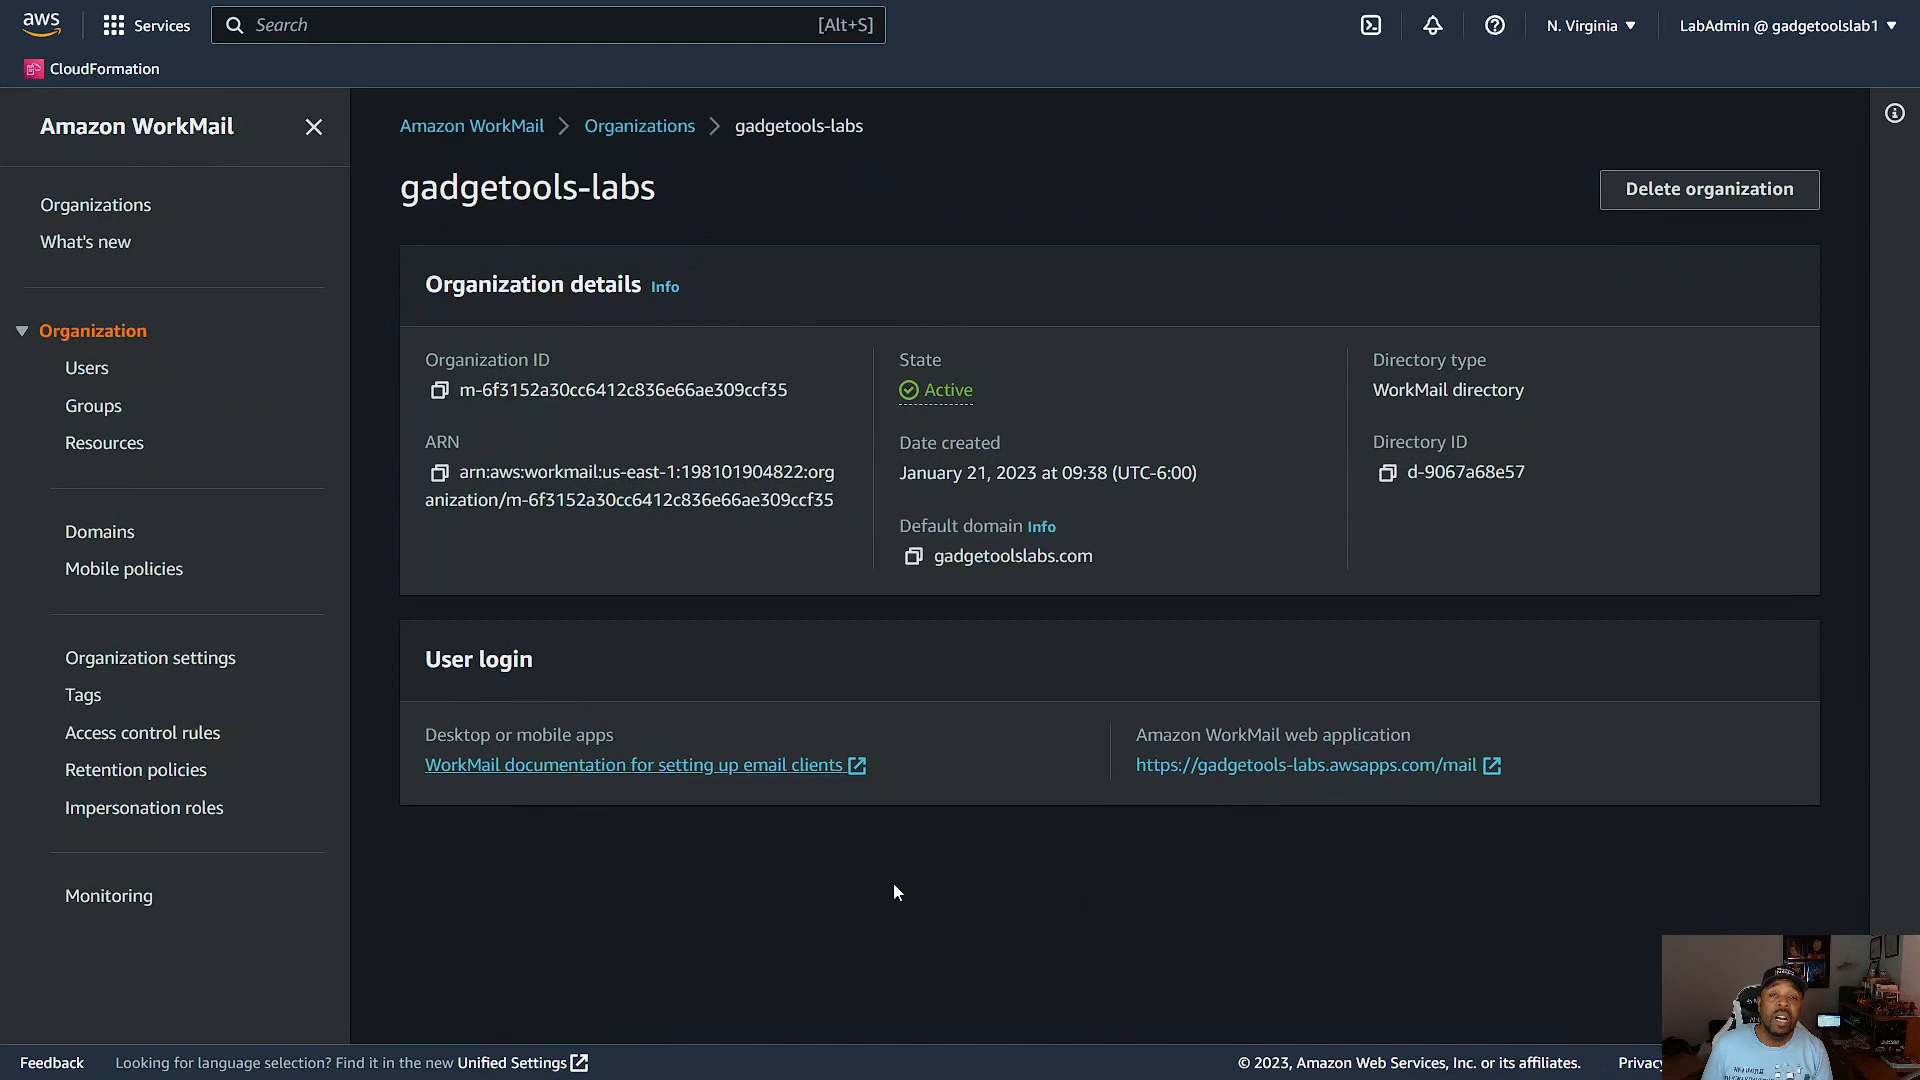 aws
Services
Search
[Alt+S]
N. Virginia
LabAdmin @ gadgetoolslab1
CloudFormation
Amazon WorkMail
Organizations
What's new
Organization
Users
Groups
Resources
Domains
Mobile policies
Organization settings
Tags
Access control rules
Retention policies
Impersonation roles
Monitoring
Amazon WorkMail
Organizations
gadgetools-labs
gadgetools-labs
Delete organization
Organization details Info
Organization ID
m-6f3152a30cc6412c836e66ae309ccf35
ARN
arn:aws:workmail:us-east-1:198101904822:org
anization/m-6f3152a30cc6412c836e66ae309ccf35
State
Active
Date created
January 21, 2023 at 09:38 (UTC-6:00)
Default domain Info
gadgetoolslabs.com
Directory type
WorkMail directory
Directory ID
d-9067a68e57
User login
Desktop or mobile apps
WorkMail documentation for setting up email clients
Amazon WorkMail web application
https://gadgetools-labs.awsapps.com/mail
Feedback
Looking for language selection? Find it in the new Unified Settings
© 2023, Amazon Web Services, Inc. or its affiliates.